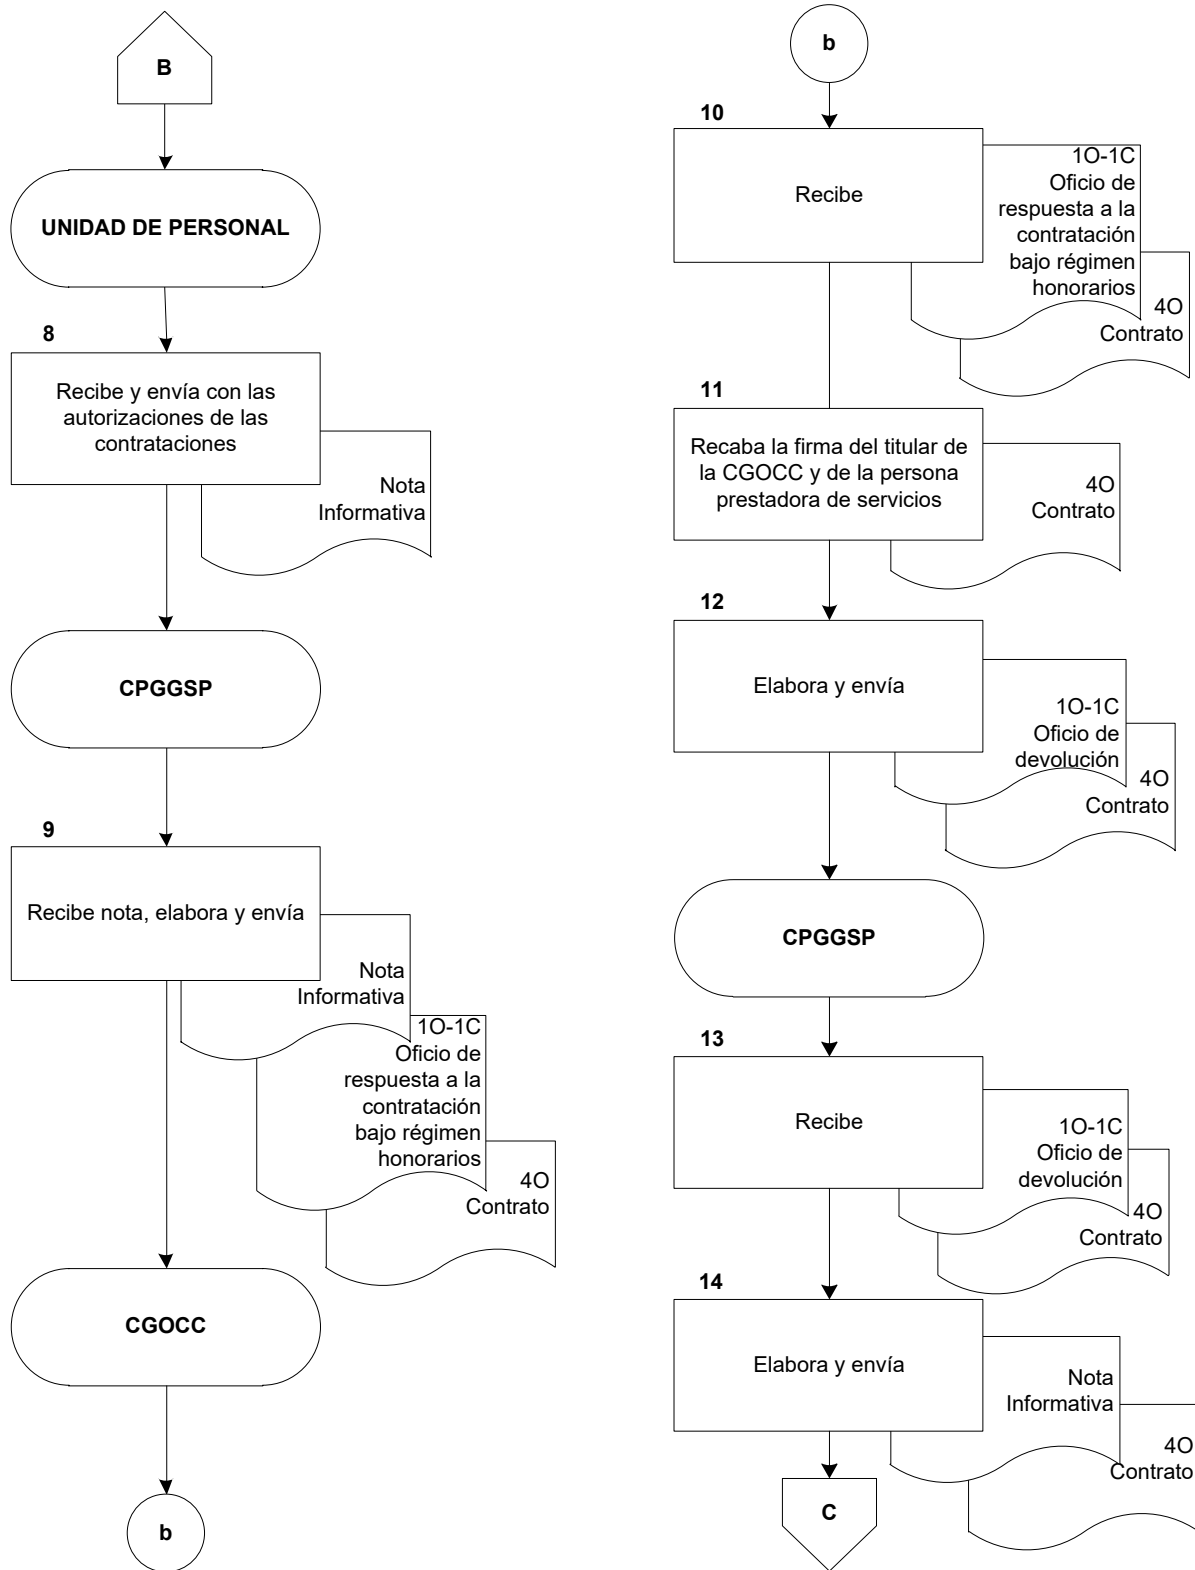 B
UNIDAD DE PERSONAL
8
Recibe y envía con las
autorizaciones de las
contrataciones
Nota
Informativa
CPGGSP
9
Recibe nota, elabora y envía
Nota
Informativa
1O-1C
Oficio de
respuesta a la
contratación
bajo régimen
honorarios
4O
Contrato
CGOCC
b
b
10
Recibe
1O-1C
Oficio de
respuesta a la
contratación
bajo régimen
honorarios
4O
Contrato
11
Recaba la firma del titular de
la CGOCC y de la persona
prestadora de servicios
4O
Contrato
12
Elabora y envía
1O-1C
Oficio de
devolución
4O
Contrato
CPGGSP
13
Recibe
1O-1C
Oficio de
devolución
4O
Contrato
14
Elabora y envía
Nota
Informativa
4O
Contrato
C